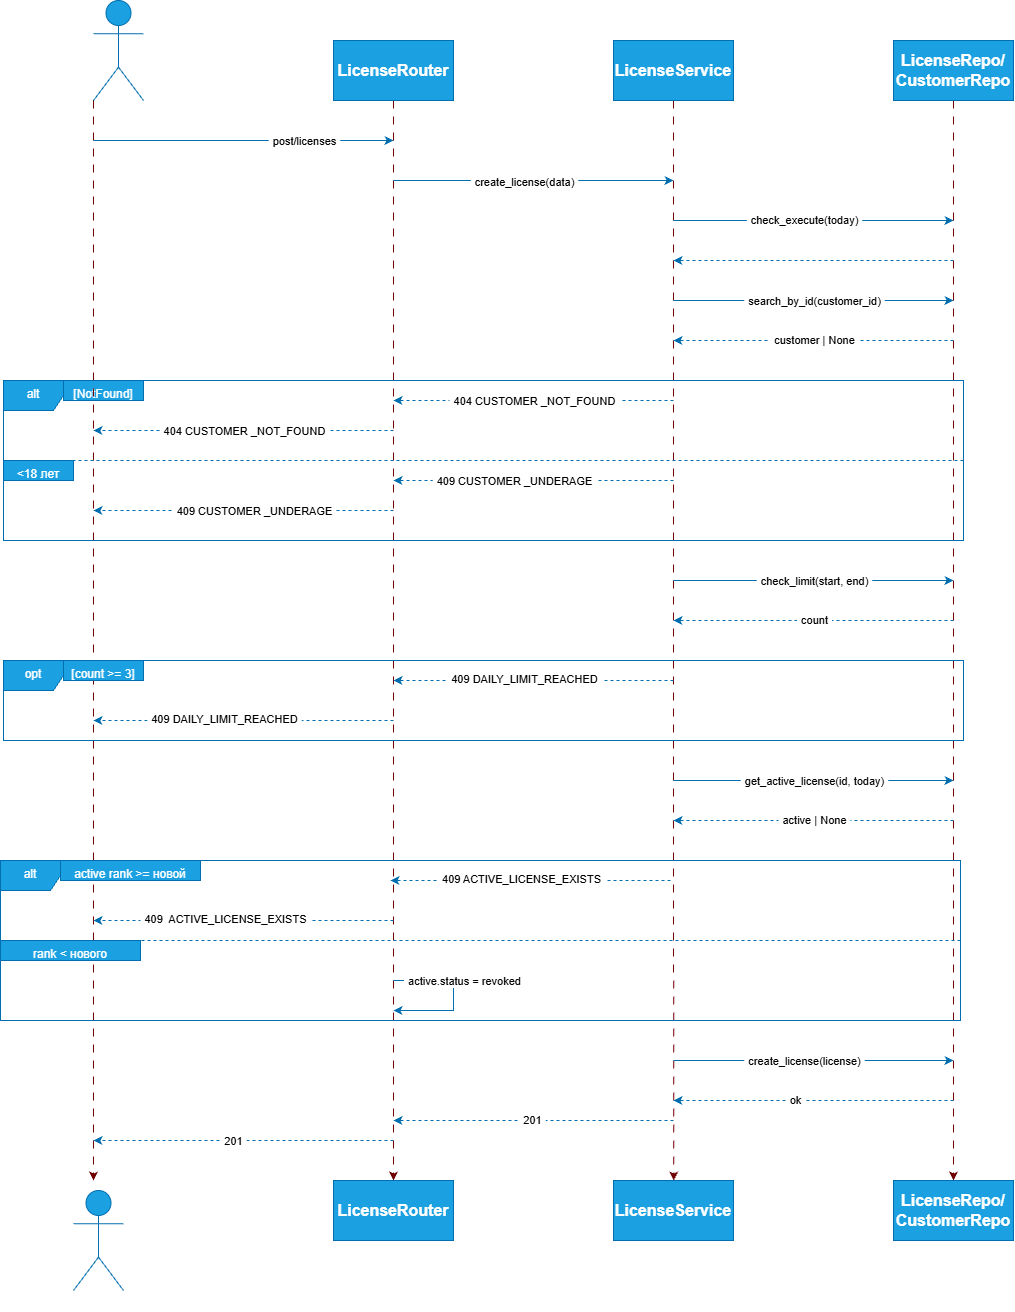 LicenseRouter
LicenseService
LicenseRepo/
CustomerRepo
post/licenses
create_license(data)
check_execute(today)
search_by_id(customer_id)
customer | None
alt
[No.Found]
404 CUSTOMER _NOT_FOUND
404 CUSTOMER _NOT_FOUND
<18 лет
409 CUSTOMER _UNDERAGE
409 CUSTOMER _UNDERAGE
check_limit(start, end)
count
opt
[count >= 3]
409 DAILY_LIMIT_REACHED
409 DAILY_LIMIT_REACHED
get_active_license(id, today)
active | None
alt
active rank >= новой
409 ACTIVE_LICENSE_EXISTS
409 ACTIVE_LICENSE_EXISTS
rank < нового
active.status = revoked
create_license(license)
ok
201
201
LicenseRouter
LicenseService
LicenseRepo/
CustomerRepo